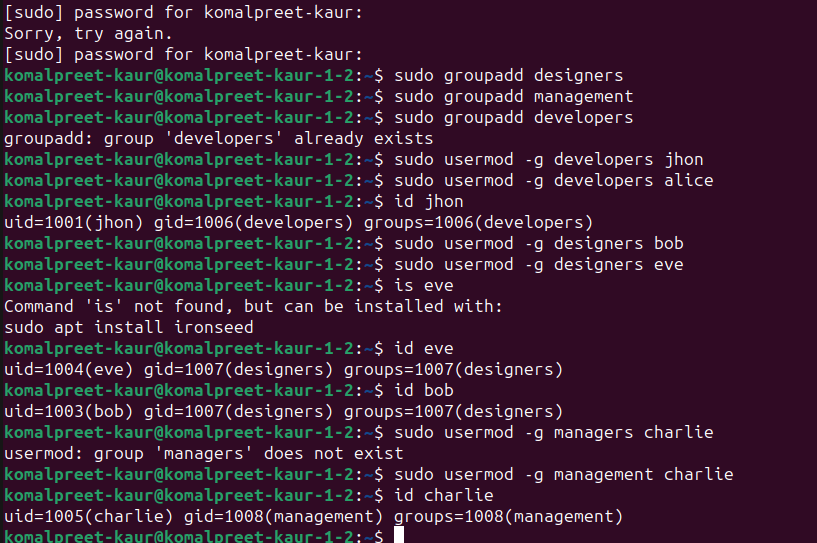 [sudo] password for komalpreet-kaur:
Sorry, try again.
[sudo] password for komalpreet-kaur:
komalpreet-kaur@komalpreet-kaur-1-2:~$ sudo groupadd designers
komalpreet-kaur@komalpreet-kaur-1-2:~$ sudo groupadd management
komalpreet-kaur@komalpreet-kaur-1-2:~$ sudo groupadd developers
groupadd: group 'developers' already exists
komalpreet-kaur@komalpreet-kaur-1-2:~$ sudo usermod -g developers jhon
komalpreet-kaur@komalpreet-kaur-1-2:~$ sudo usermod -g developers alice
komalpreet-kaur@komalpreet-kaur-1-2:~$ id jhon
uid=1001(jhon) gid=1006(developers) groups=1006(developers)
komalpreet-kaur@komalpreet-kaur-1-2:~$ sudo usermod -g designers bob
komalpreet-kaur@komalpreet-kaur-1-2:~$ sudo usermod -g designers eve
komalpreet-kaur@komalpreet-kaur-1-2:~$ is eve
Command 'is' not found, but can be installed with:
sudo apt install ironseed
komalpreet-kaur@komalpreet-kaur-1-2:~$ id eve
uid=1004(eve) gid=1007(designers) groups=1007(designers)
komalpreet-kaur@komalpreet-kaur-1-2:~$ id bob
uid=1003(bob) gid=1007(designers) groups=1007(designers)
komalpreet-kaur@komalpreet-kaur-1-2:~$ sudo usermod -g managers charlie
usermod: group 'managers' does not exist
komalpreet-kaur@komalpreet-kaur-1-2:~$ sudo usermod -g management charlie
komalpreet-kaur@komalpreet-kaur-1-2:~$ id charlie
uid=1005(charlie) gid=1008(management) groups=1008(management)
komalpreet-kaur@komalpreet-kaur-1-2:~$